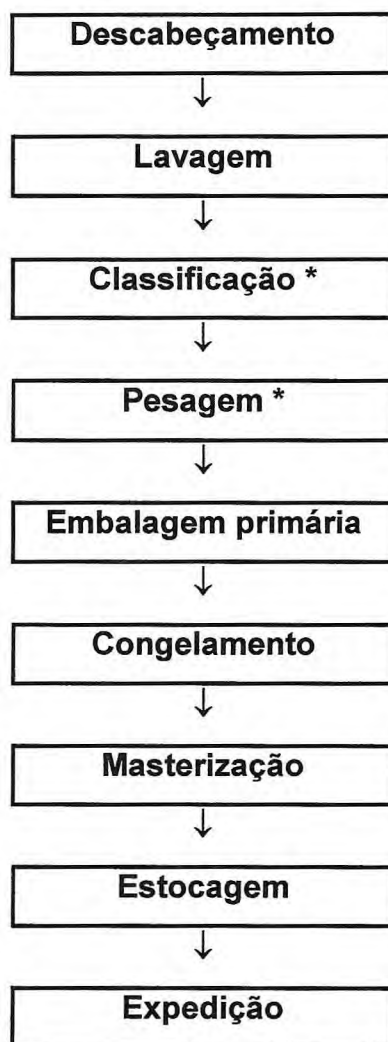 Descabeçamento
↓
Lavagem
↓
Classificação *
↓
Pesagem *
↓
Embalagem primária
↓
Congelamento
↓
Masterização
↓
Estocagem
↓
Expedição